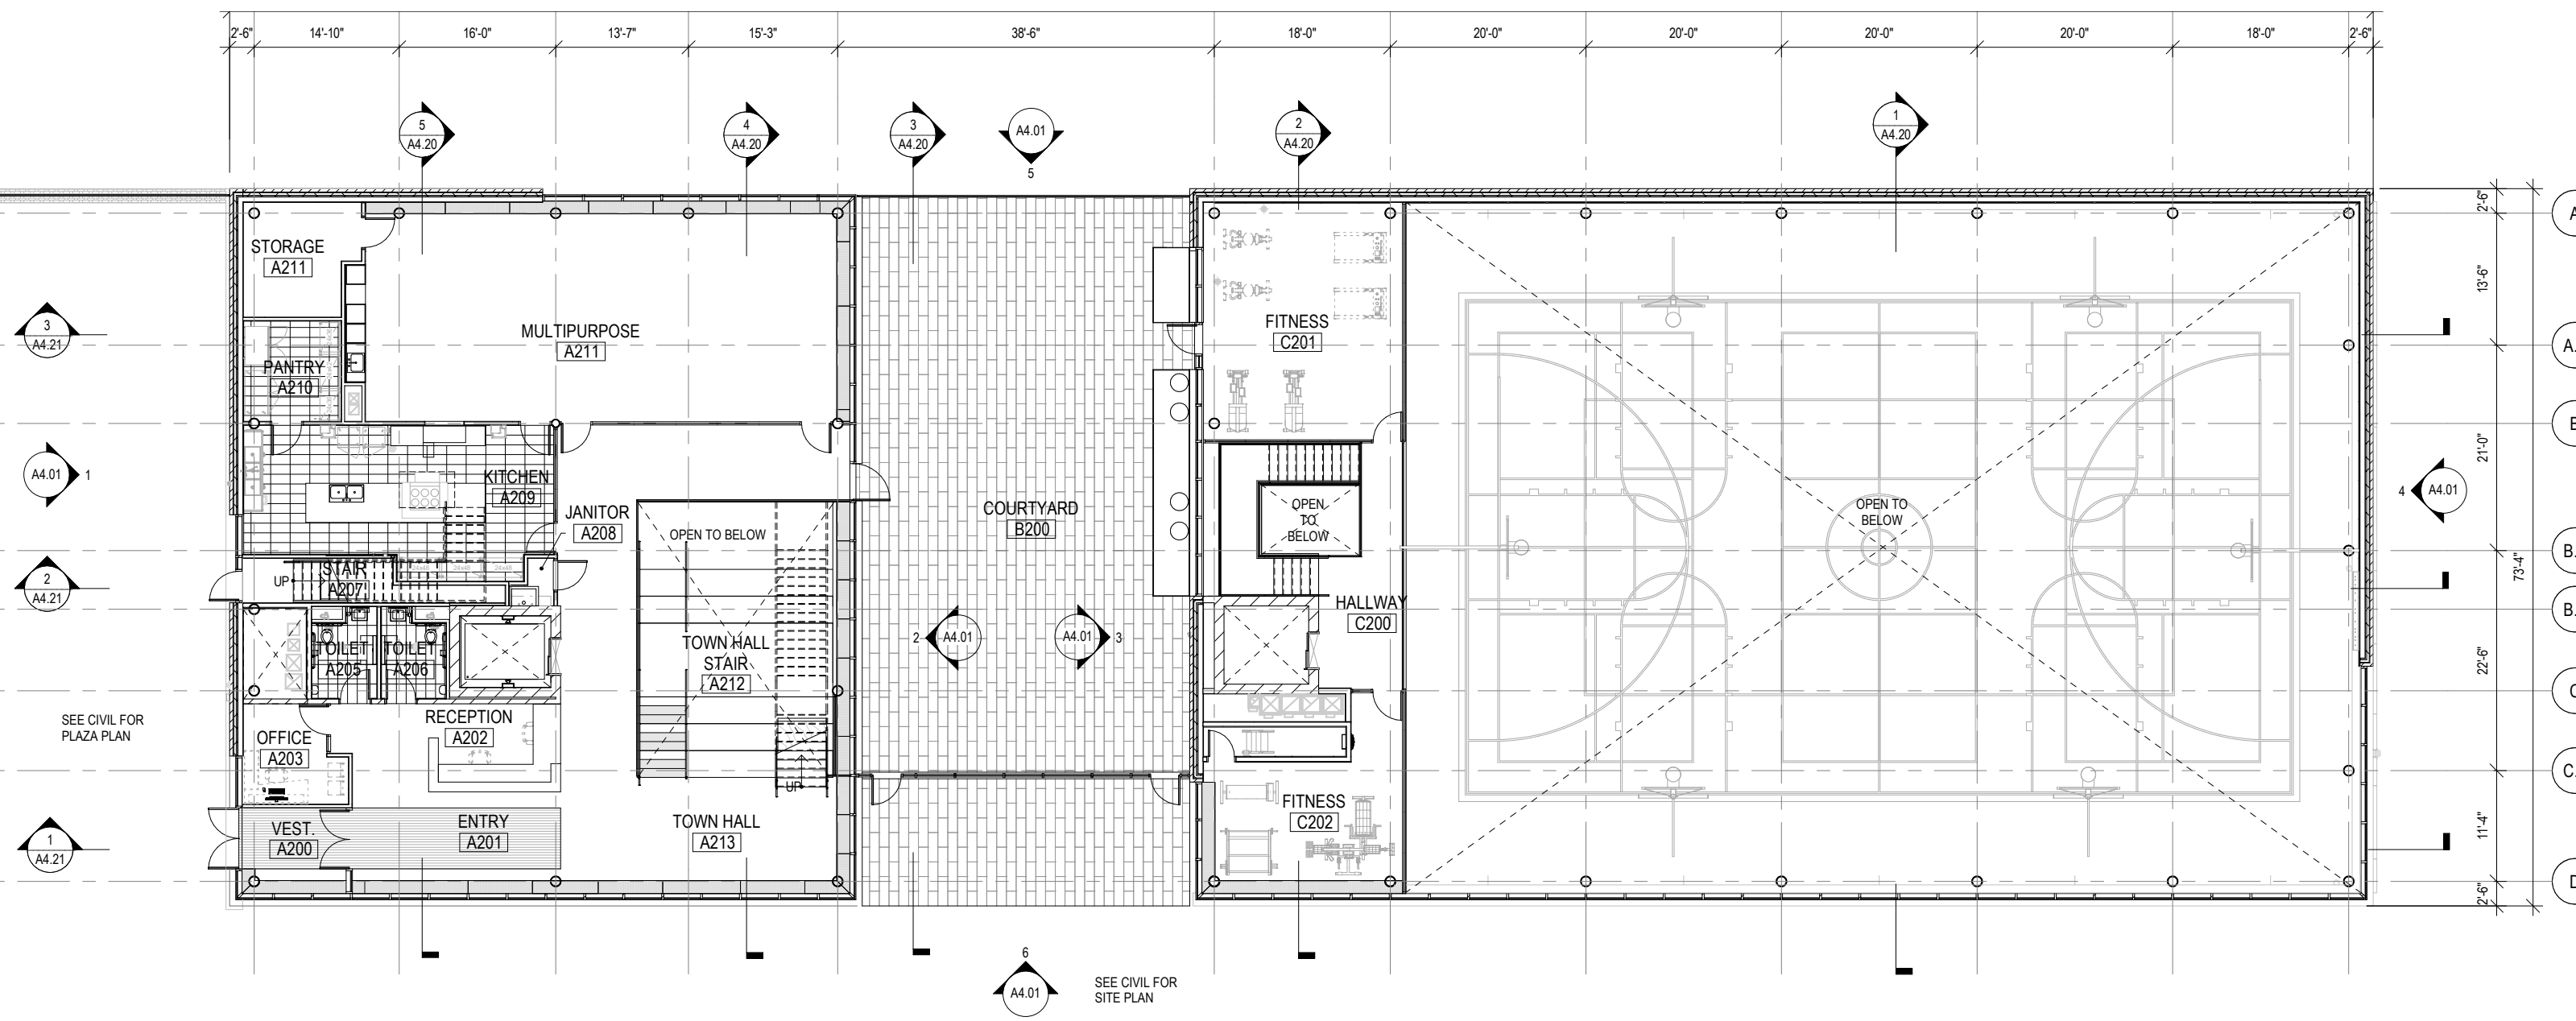 2'-6" 14'-10" 16'-0" 13'-7" 15'-3" 38'-6" 18'-0" 20'-0" 20'-0" 20'-0" 20'-0" 18'-0" 2'-6"
5
A4.20
4
A4.20
3
A4.20
A4.01
5
2
A4.20
1
A4.20
STORAGE
A211
MULTIPURPOSE
A211
PANTRY
A210
KITCHEN
A209
JANITOR
A208
STAIR
A207
UP
TOILET
A205
TOILET
A206
RECEPTION
A202
OFFICE
A203
VEST.
A200
ENTRY
A201
OPEN TO BELOW
TOWN HALL
STAIR
A212
UP
TOWN HALL
A213
COURTYARD
B200
2 A4.01
A4.01 3
FITNESS
C201
OPEN
TO
BELOW
HALLWAY
C200
FITNESS
C202
OPEN TO
BELOW
3
A4.21
A4.01 1
2
A4.21
SEE CIVIL FOR
PLAZA PLAN
1
A4.21
4 A4.01
2'-6"
13'-6"
21'-0"
22'-6"
11'-4"
2'-6"
73'-4"
A
A.
B
B.
B.
C
C.
D
6
A4.01
SEE CIVIL FOR
SITE PLAN